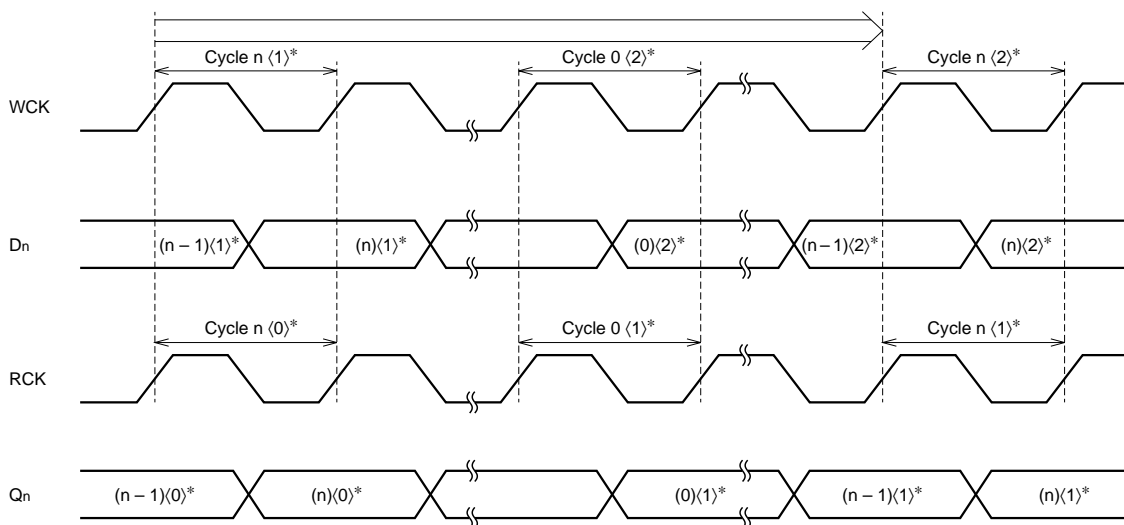 Cycle n ⟨1⟩* Cycle 0 ⟨2⟩* Cycle n ⟨2⟩*
WCK
Dn (n – 1)⟨1⟩* (n)⟨1⟩* (0)⟨2⟩* (n–1)⟨2⟩* (n)⟨2⟩*
Cycle n ⟨0⟩* Cycle 0 ⟨1⟩* Cycle n ⟨1⟩*
RCK
Qn (n – 1)⟨0⟩* (n)⟨0⟩* (0)⟨1⟩* (n – 1)⟨1⟩* (n)⟨1⟩*